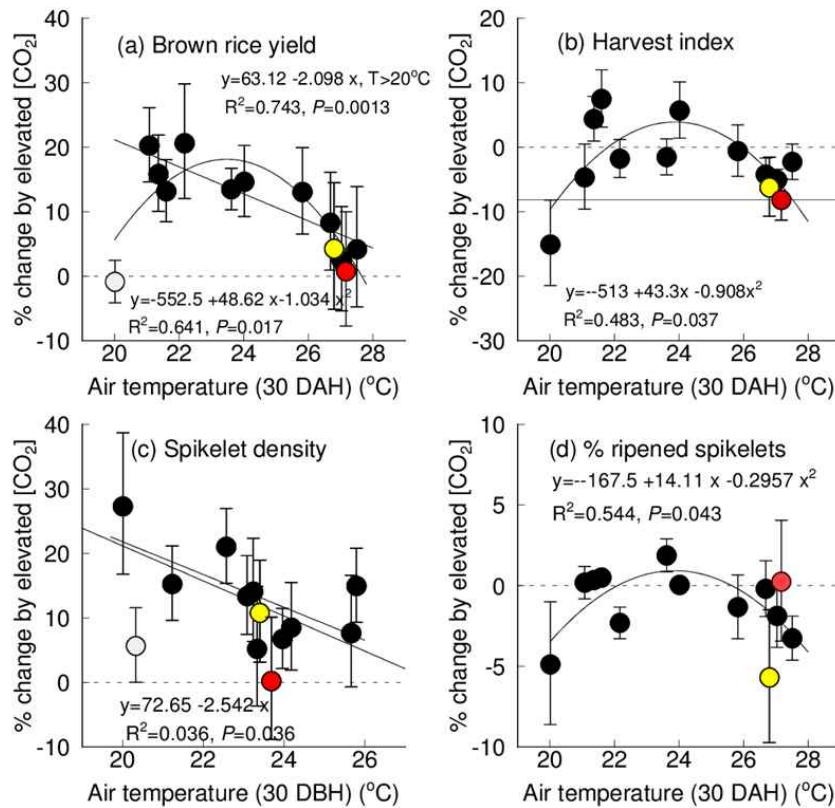 (a) Brown rice yield
y=63.12 -2.098 x, T>20°C
R²=0.743, P=0.0013
y=-552.5 +48.62 x-1.034 x²
R²=0.641, P=0.017
% change by elevated [CO₂]
40
30
20
10
0
-10
20 22 24 26 28
Air temperature (30 DAH) (°C)
(b) Harvest index
y=--513 +43.3x -0.908x²
R²=0.483, P=0.037
% change by elevated [CO₂]
20
10
0
-10
-20
-30
20 22 24 26 28
Air temperature (30 DAH) (°C)
(c) Spikelet density
y=72.65 -2.542 x
R²=0.036, P=0.036
% change by elevated [CO₂]
40
30
20
10
0
-10
20 22 24 26
Air temperature (30 DBH) (°C)
(d) % ripened spikelets
y=--167.5 +14.11 x -0.2957 x²
R²=0.544, P=0.043
% change by elevated [CO₂]
10
5
0
-5
-10
20 22 24 26 28
Air temperature (30 DAH) (°C)